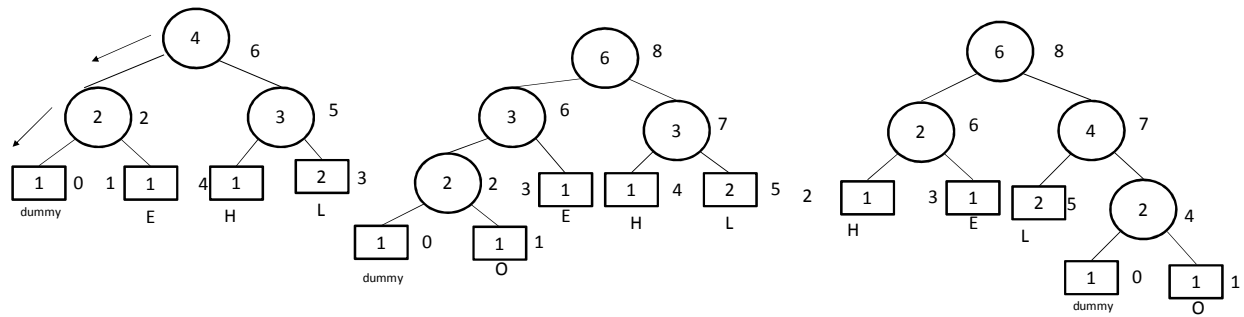 4 6
2 2 3 5
1 0 1 1 4 1 2 3
dummy E H L
6 8
3 6 3 7
2 2 3 1 1 4 2 5
E H L
1 0 1 1
dummy O
6 8
2 6 4 7
2 1 3 1 2 5 2 4
H E L
1 0 1 1
dummy O